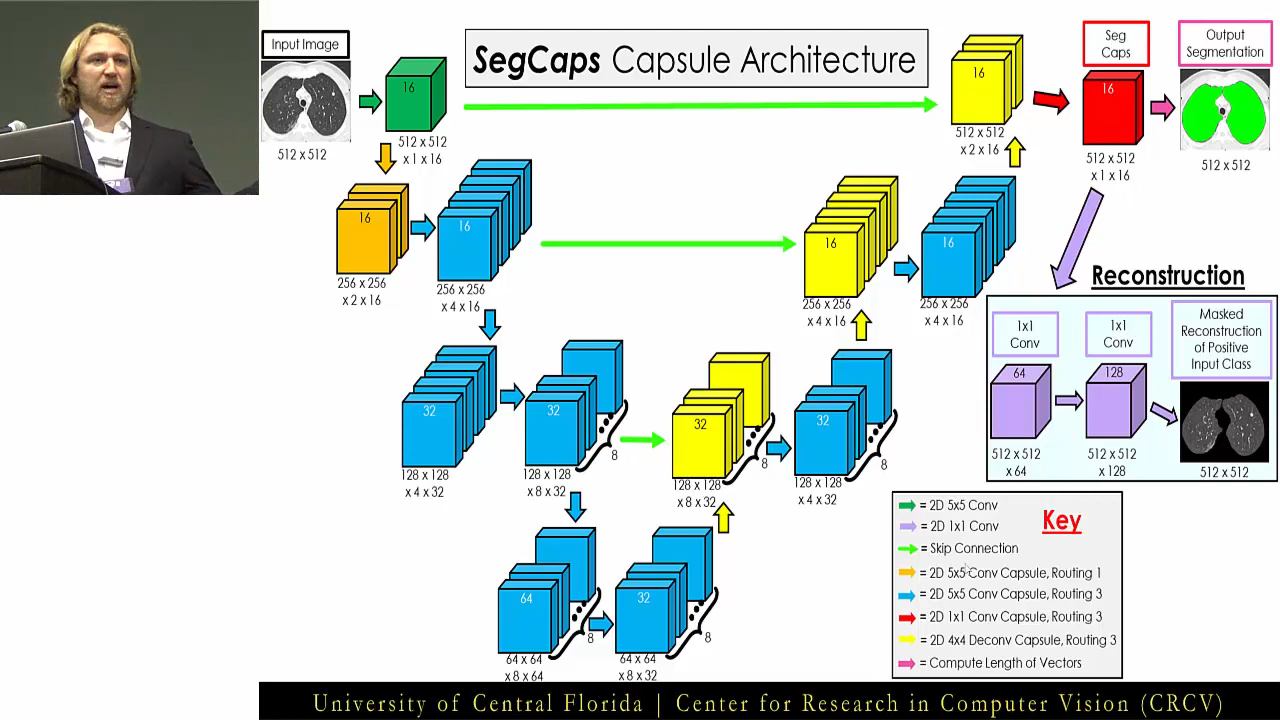 SegCaps Capsule Architecture
Input Image
512 x 512
16
512 x 512
x 1 x 16
16
256 x 256
x 2 x 16
16
256 x 256
x 4 x 16
32
128 x 128
x 4 x 32
32
8
128 x 128
x 8 x 32
64
8
64 x 64
x 8 x 64
32
8
64 x 64
x 8 x 32
32
8
128 x 128
x 8 x 32
32
8
128 x 128
x 4 x 32
16
256 x 256
x 4 x 16
16
256 x 256
x 4 x 16
16
512 x 512
x 2 x 16
Seg
Caps
16
512 x 512
x 1 x 16
Output
Segmentation
512 x 512
Reconstruction
1x1
Conv
64
512 x 512
x 64
1x1
Conv
128
512 x 512
x 128
Masked
Reconstruction
of Positive
Input Class
512 x 512
Key
= 2D 5x5 Conv
= 2D 1x1 Conv
= Skip Connection
= 2D 5x5 Conv Capsule, Routing 1
= 2D 5x5 Conv Capsule, Routing 3
= 2D 1x1 Conv Capsule, Routing 3
= 2D 4x4 Deconv Capsule, Routing 3
= Compute Length of Vectors
University of Central Florida | Center for Research in Computer Vision (CRCV)